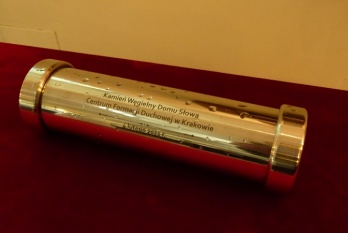 Kamień Węgielny Domu Słowa
Centrum Formacji Duchowej w Krakowie